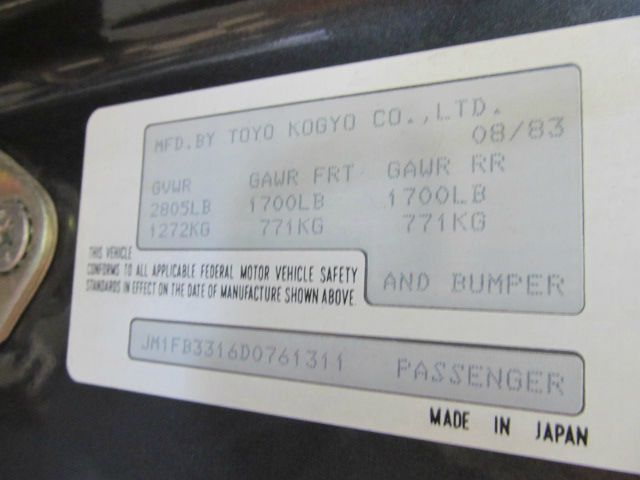 MFD.BY TOYO KOGYO CO.,LTD.
08/83
GVWR GAWR FRT GAWR RR
2805LB 1700LB 1700LB
1272KG 771KG 771KG
THIS VEHICLE
CONFORMS TO ALL APPLICABLE FEDERAL MOTOR VEHICLE SAFETY
STANDARDS IN EFFECT ON THE DATE OF MANUFACTURE SHOWN ABOVE.
AND BUMPER
JM1FB3316D0761311 PASSENGER
MADE IN JAPAN